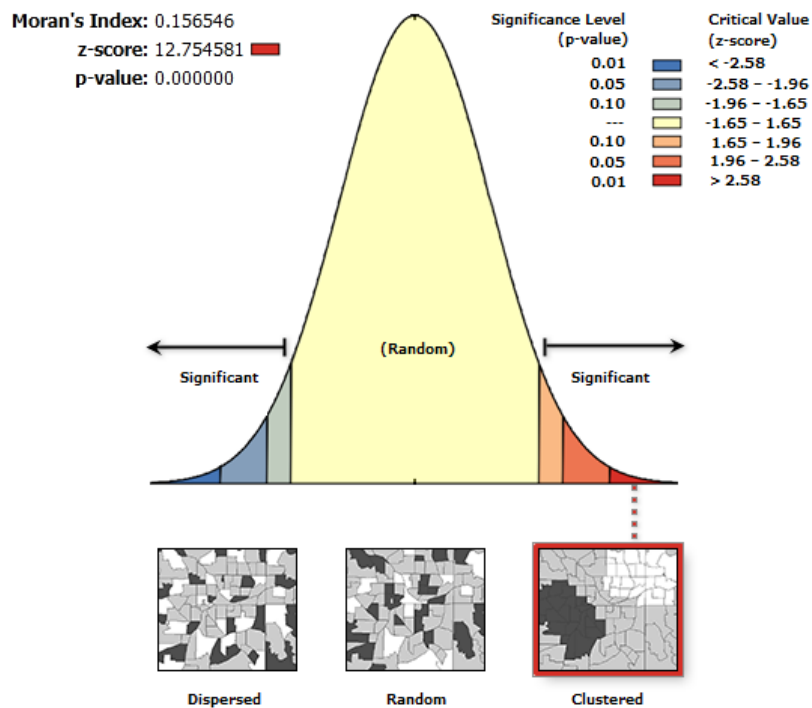 Moran's Index: 0.156546
z-score: 12.754581
p-value: 0.000000
Significance Level (p-value)
Critical Value (z-score)
0.01 < -2.58
0.05 -2.58 – -1.96
0.10 -1.96 – -1.65
--- -1.65 – 1.65
0.10 1.65 – 1.96
0.05 1.96 – 2.58
0.01 > 2.58
(Random)
Significant
Significant
Dispersed
Random
Clustered